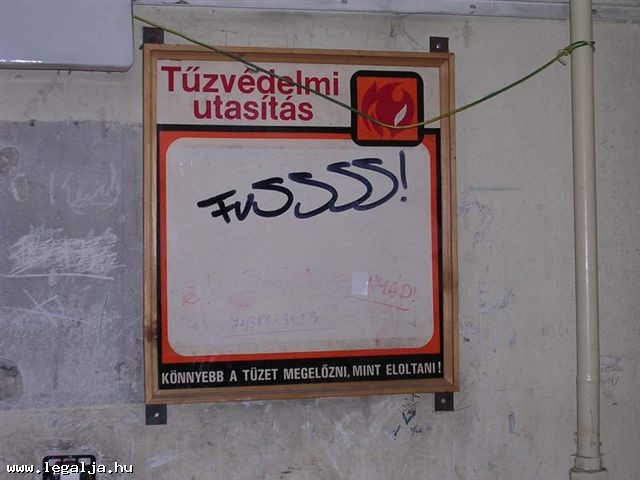 Tűzvédelmi
utasítás
FUSSSS!
KÖNNYEBB A TÜZET MEGELŐZNI, MINT ELOLTANI!
www.legalja.hu